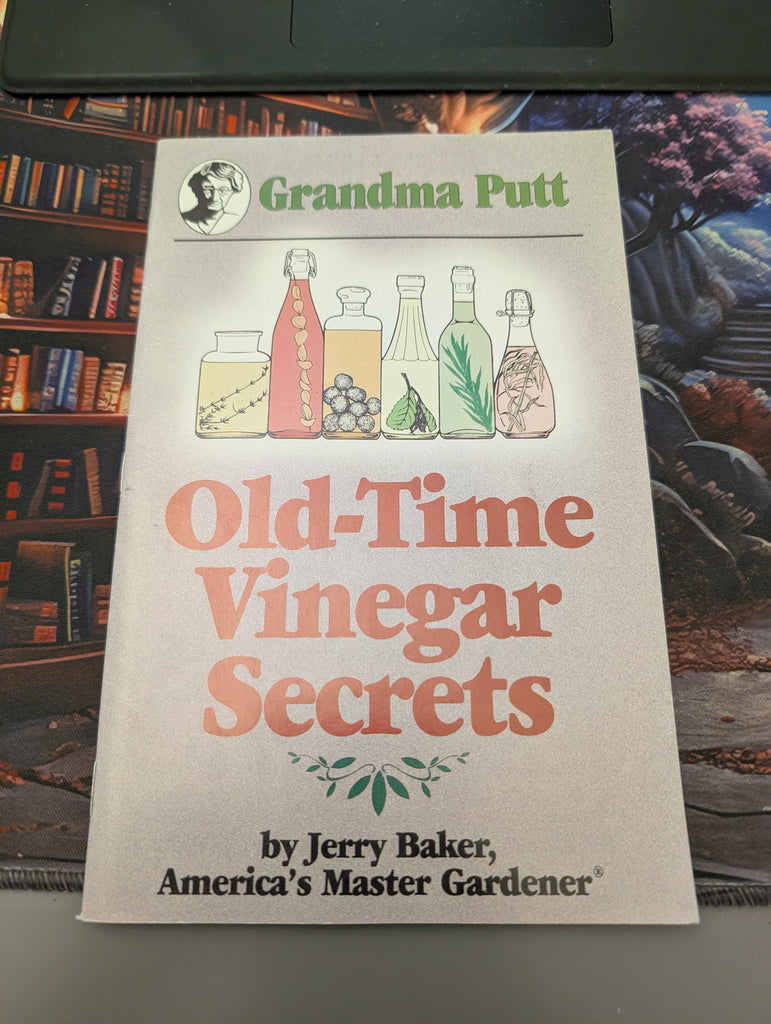 Grandma Putt
Old-Time
Vinegar
Secrets
by Jerry Baker,
America's Master Gardener®